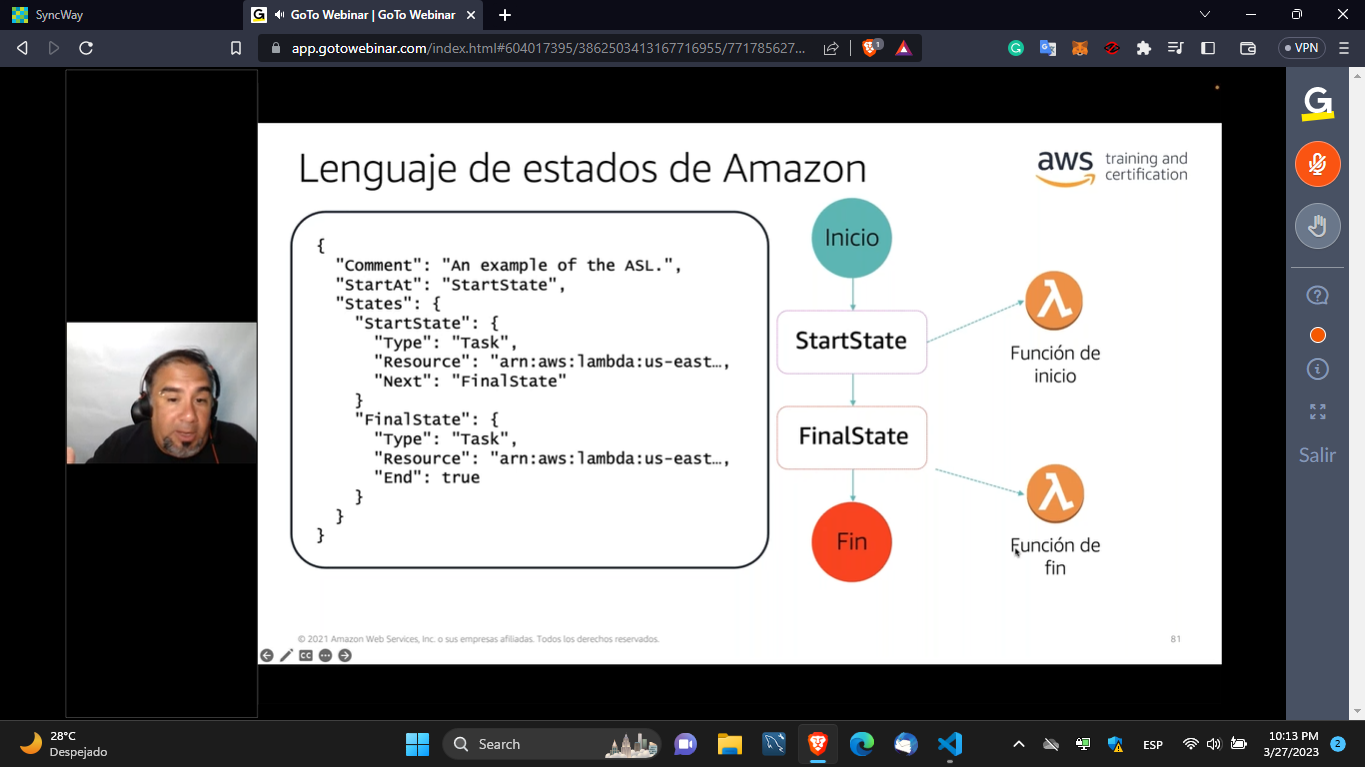 SyncWay
GoTo Webinar | GoTo Webinar
app.gotowebinar.com/index.html#604017395/3862503413167716955/771785627...
1
VPN
Lenguaje de estados de Amazon
aws training and
certification
{
"Comment": "An example of the ASL.",
"StartAt": "StartState",
"States": {
"StartState": {
"Type": "Task",
"Resource": "arn:aws:lambda:us-east…,
"Next": "FinalState"
}
"FinalState": {
"Type": "Task",
"Resource": "arn:aws:lambda:us-east…,
"End": true
}
}
}
Inicio
StartState
FinalState
Fin
Función de
inicio
Función de
fin
© 2021 Amazon Web Services, Inc. o sus empresas afiliadas. Todos los derechos reservados.
81
CC
G
Salir
28°C
Despejado
Search
ESP
10:13 PM
3/27/2023
2